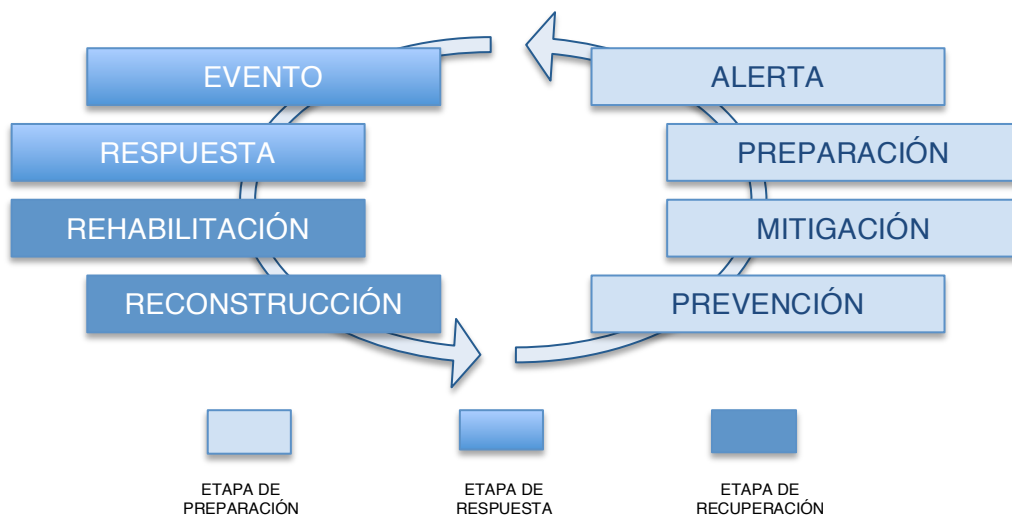 EVENTO
ALERTA
RESPUESTA
PREPARACIÓN
REHABILITACIÓN
MITIGACIÓN
RECONSTRUCCIÓN
PREVENCIÓN
ETAPA DE
PREPARACIÓN
ETAPA DE
RESPUESTA
ETAPA DE
RECUPERACIÓN